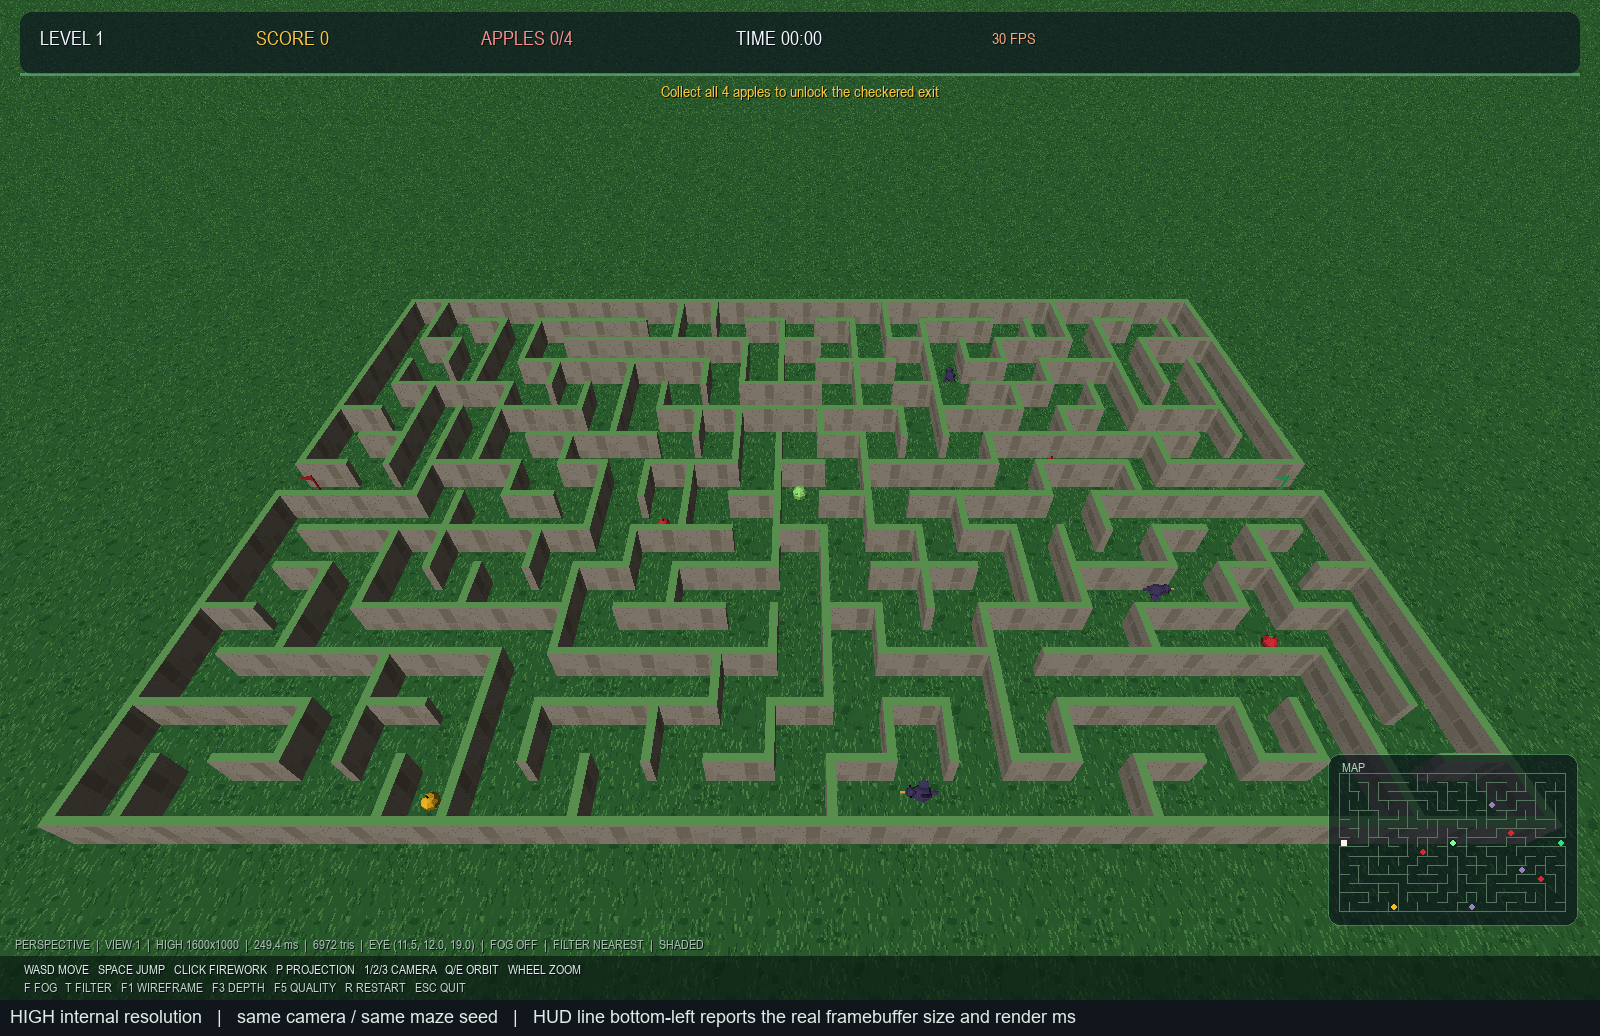 LEVEL 1 SCORE 0 APPLES 0/4 TIME 00:00 30 FPS
Collect all 4 apples to unlock the checkered exit
MAP
PERSPECTIVE | VIEW 1 | HIGH 1600x1000 | 249,4 ms | 6972 tris | EYE (11.5, 12.0, 19.0) | FOG OFF | FILTER NEAREST | SHADED
WASD MOVE SPACE JUMP CLICK FIREWORK P PROJECTION 1/2/3 CAMERA Q/E ORBIT WHEEL ZOOM
F FOG T FILTER F1 WIREFRAME F3 DEPTH F5 QUALITY R RESTART ESC QUIT
HIGH internal resolution | same camera / same maze seed | HUD line bottom-left reports the real framebuffer size and render ms